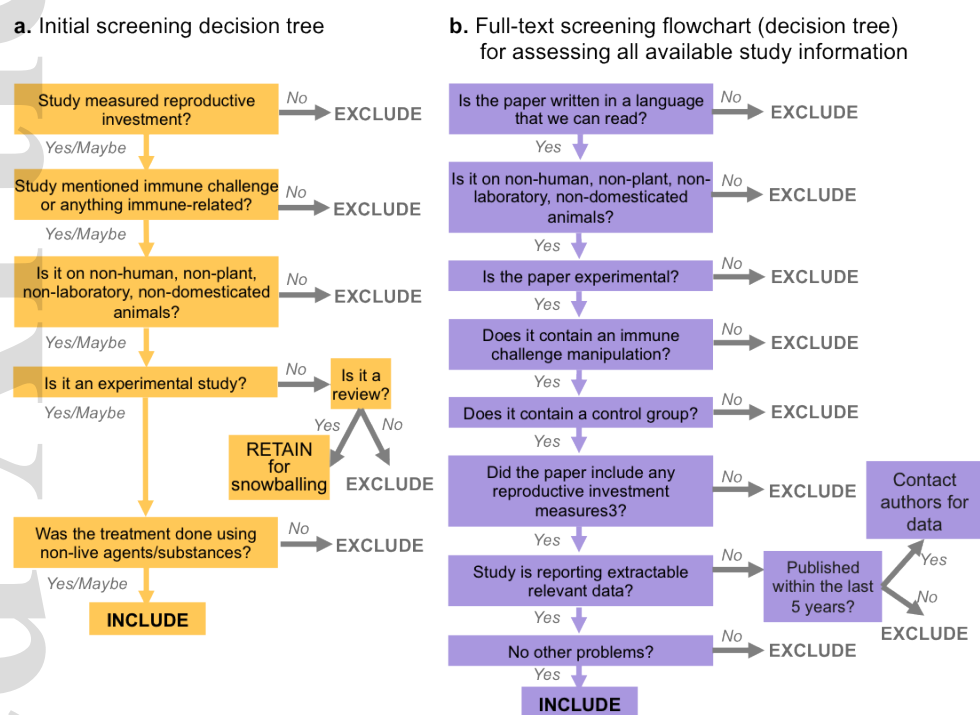 a. Initial screening decision tree
Study measured reproductive
investment?
No
EXCLUDE
Yes/Maybe
Study mentioned immune challenge
or anything immune-related?
No
EXCLUDE
Yes/Maybe
Is it on non-human, non-plant,
non-laboratory, non-domesticated
animals?
No
EXCLUDE
Yes/Maybe
Is it an experimental study?
No
Is it a
review?
Yes
No
RETAIN
for
snowballing
EXCLUDE
Yes/Maybe
Was the treatment done using
non-live agents/substances?
No
EXCLUDE
Yes/Maybe
INCLUDE
b. Full-text screening flowchart (decision tree)
for assessing all available study information
Is the paper written in a language
that we can read?
No
EXCLUDE
Yes
Is it on non-human, non-plant, non-
laboratory, non-domesticated
animals?
No
EXCLUDE
Yes
Is the paper experimental?
No
EXCLUDE
Yes
Does it contain an immune
challenge manipulation?
No
EXCLUDE
Yes
Does it contain a control group?
No
EXCLUDE
Yes
Did the paper include any
reproductive investment
measures3?
No
EXCLUDE
Yes
Study is reporting extractable
relevant data?
No
Published
within the last
5 years?
Yes
Contact
authors for
data
No
EXCLUDE
Yes
No other problems?
No
EXCLUDE
Yes
INCLUDE